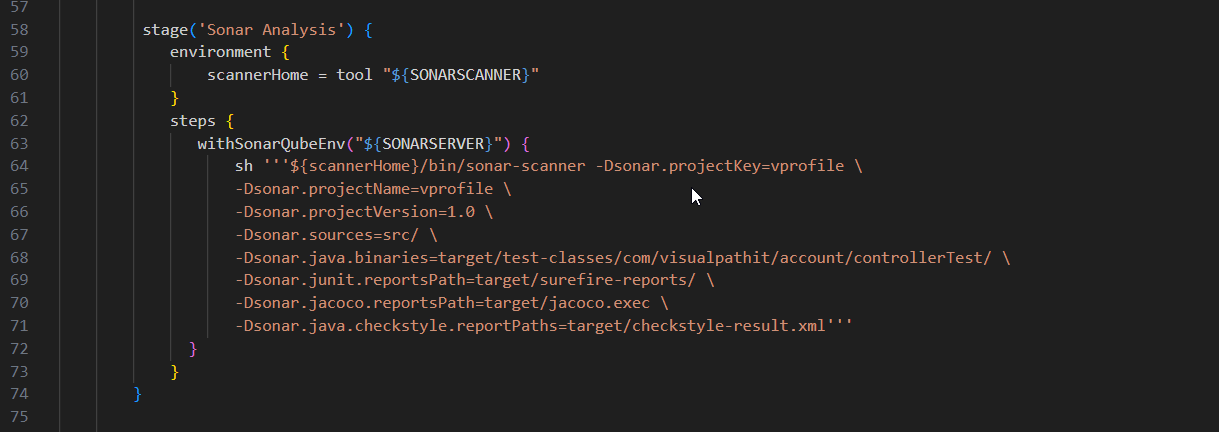 57
58 stage('Sonar Analysis') {
59 environment {
60 scannerHome = tool "${SONARSCANNER}"
61 }
62 steps {
63 withSonarQubeEnv("${SONARSERVER}") {
64 sh '''${scannerHome}/bin/sonar-scanner -Dsonar.projectKey=vprofile \
65 -Dsonar.projectName=vprofile \
66 -Dsonar.projectVersion=1.0 \
67 -Dsonar.sources=src/ \
68 -Dsonar.java.binaries=target/test-classes/com/visualpathit/account/controllerTest/ \
69 -Dsonar.junit.reportsPath=target/surefire-reports/ \
70 -Dsonar.jacoco.reportsPath=target/jacoco.exec \
71 -Dsonar.java.checkstyle.reportPaths=target/checkstyle-result.xml'''
72 }
73 }
74 }
75